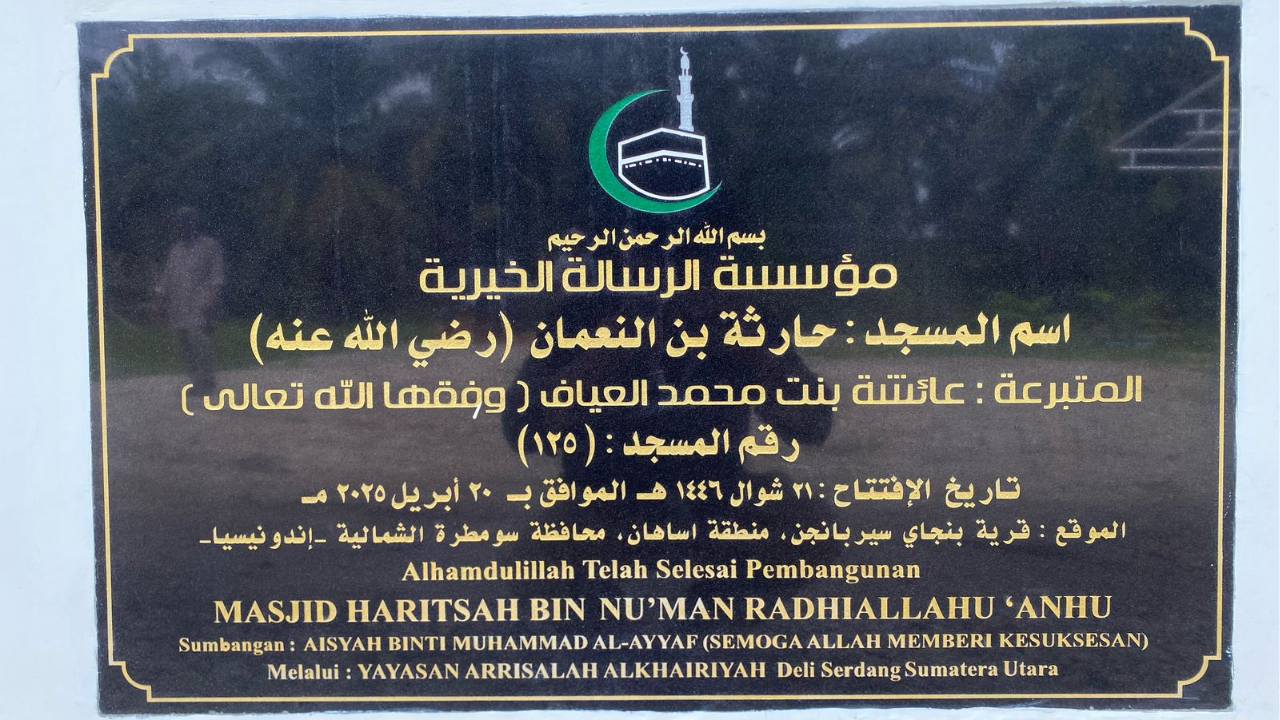 بسم الله الرحمن الرحيم
مؤسسة الرسالة الخيرية
اسم المسجد : حارثة بن النعمان (رضي الله عنه)
المتبرعة : عائشة بنت محمد العياف ( وفقها الله تعالى )
رقم المسجد : (١٢٥)
تاريخ الإفتتاح : ٢١ شوال ١٤٤٦ هـ الموافق بـ ٢٠ أبريل ٢٠٢٥ مـ
الموقع : قرية بنجاي سيربانجن، منطقة اساهان، محافظة سومطرة الشمالية _إندونيسيا_
Alhamdulillah Telah Selesai Pembangunan
MASJID HARITSAH BIN NU’MAN RADHIALLAHU ‘ANHU
Sumbangan : AISYAH BINTI MUHAMMAD AL-AYYAF (SEMOGA ALLAH MEMBERI KESUKSESAN)
Melalui : YAYASAN ARRISALAH ALKHAIRIYAH Deli Serdang Sumatera Utara